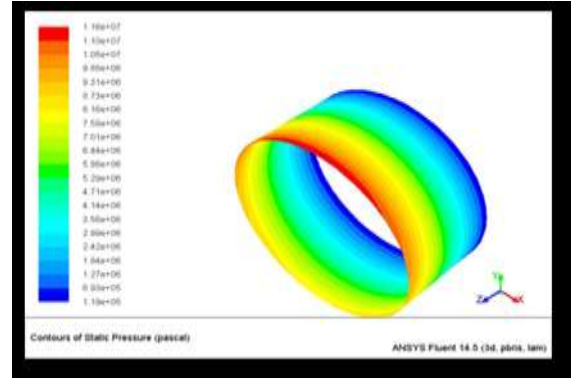 1.16e+07
1.10e+07
1.05e+07
9.89e+06
9.31e+06
8.73e+06
8.16e+06
7.59e+06
7.01e+06
6.44e+06
5.86e+06
5.29e+06
4.71e+06
4.14e+06
3.56e+06
2.99e+06
2.42e+06
1.84e+06
1.27e+06
6.93e+05
1.18e+05
Y
Z
X
Contours of Static Pressure (pascal)
ANSYS Fluent 14.5 (3d, pbns, lam)